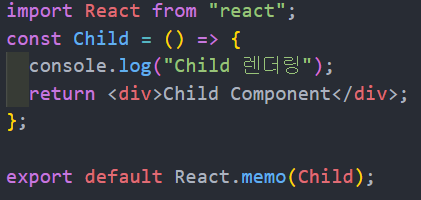 import React from "react";
const Child = () => {
  console.log("Child 렌더링");
  return <div>Child Component</div>;
};

export default React.memo(Child);